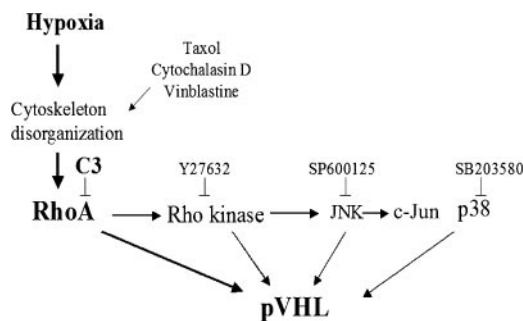 Hypoxia
Taxol
Cytochalasin D
Vinblastine
Cytoskeleton
disorganization
C3
Y27632
SP600125
SB203580
RhoA
Rho kinase
JNK
c-Jun
p38
pVHL